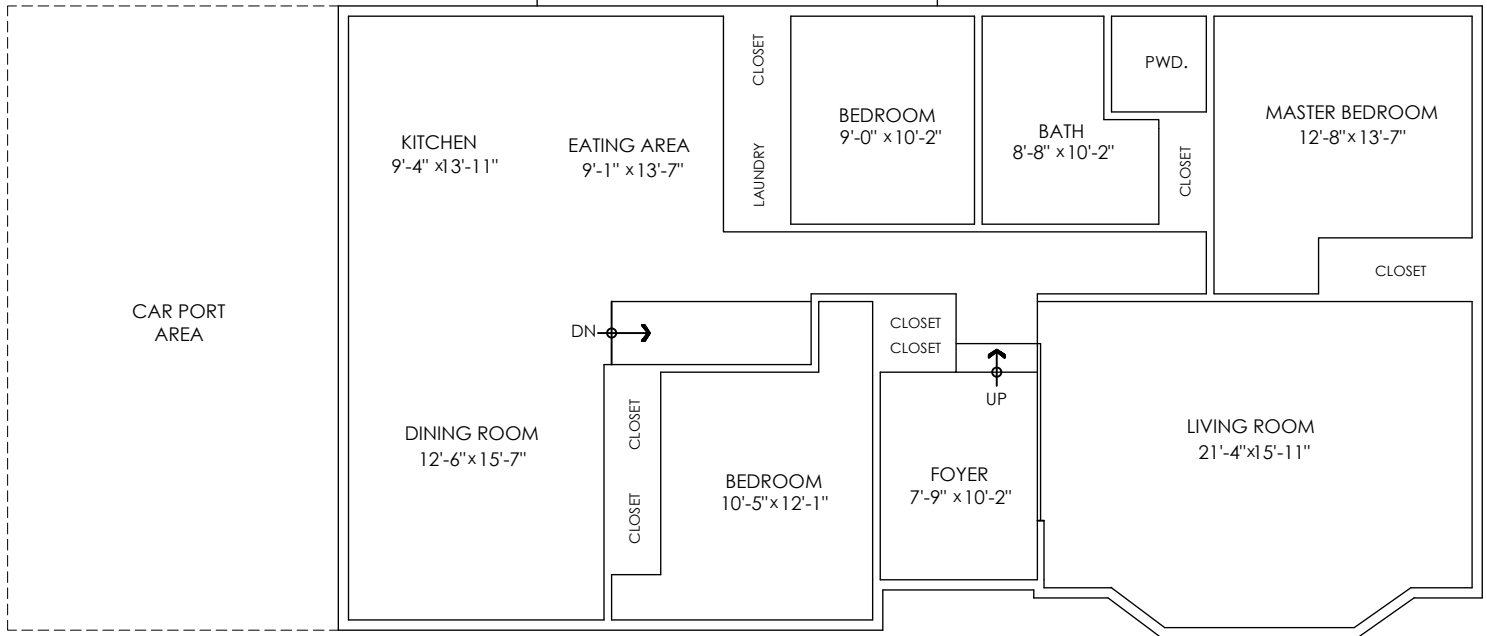 CLOSET
LAUNDRY
KITCHEN
9'-4" x13'-11"
EATING AREA
9'-1" x 13'-7"
BEDROOM
9'-0" x 10'-2"
BATH
8'-8" x 10'-2"
PWD.
CLOSET
MASTER BEDROOM
12'-8" x 13'-7"
CLOSET
CAR PORT
AREA
DN
CLOSET
CLOSET
UP
DINING ROOM
12'-6" x 15'-7"
CLOSET
CLOSET
BEDROOM
10'-5" x 12'-1"
FOYER
7'-9" x 10'-2"
LIVING ROOM
21'-4"x15'-11"